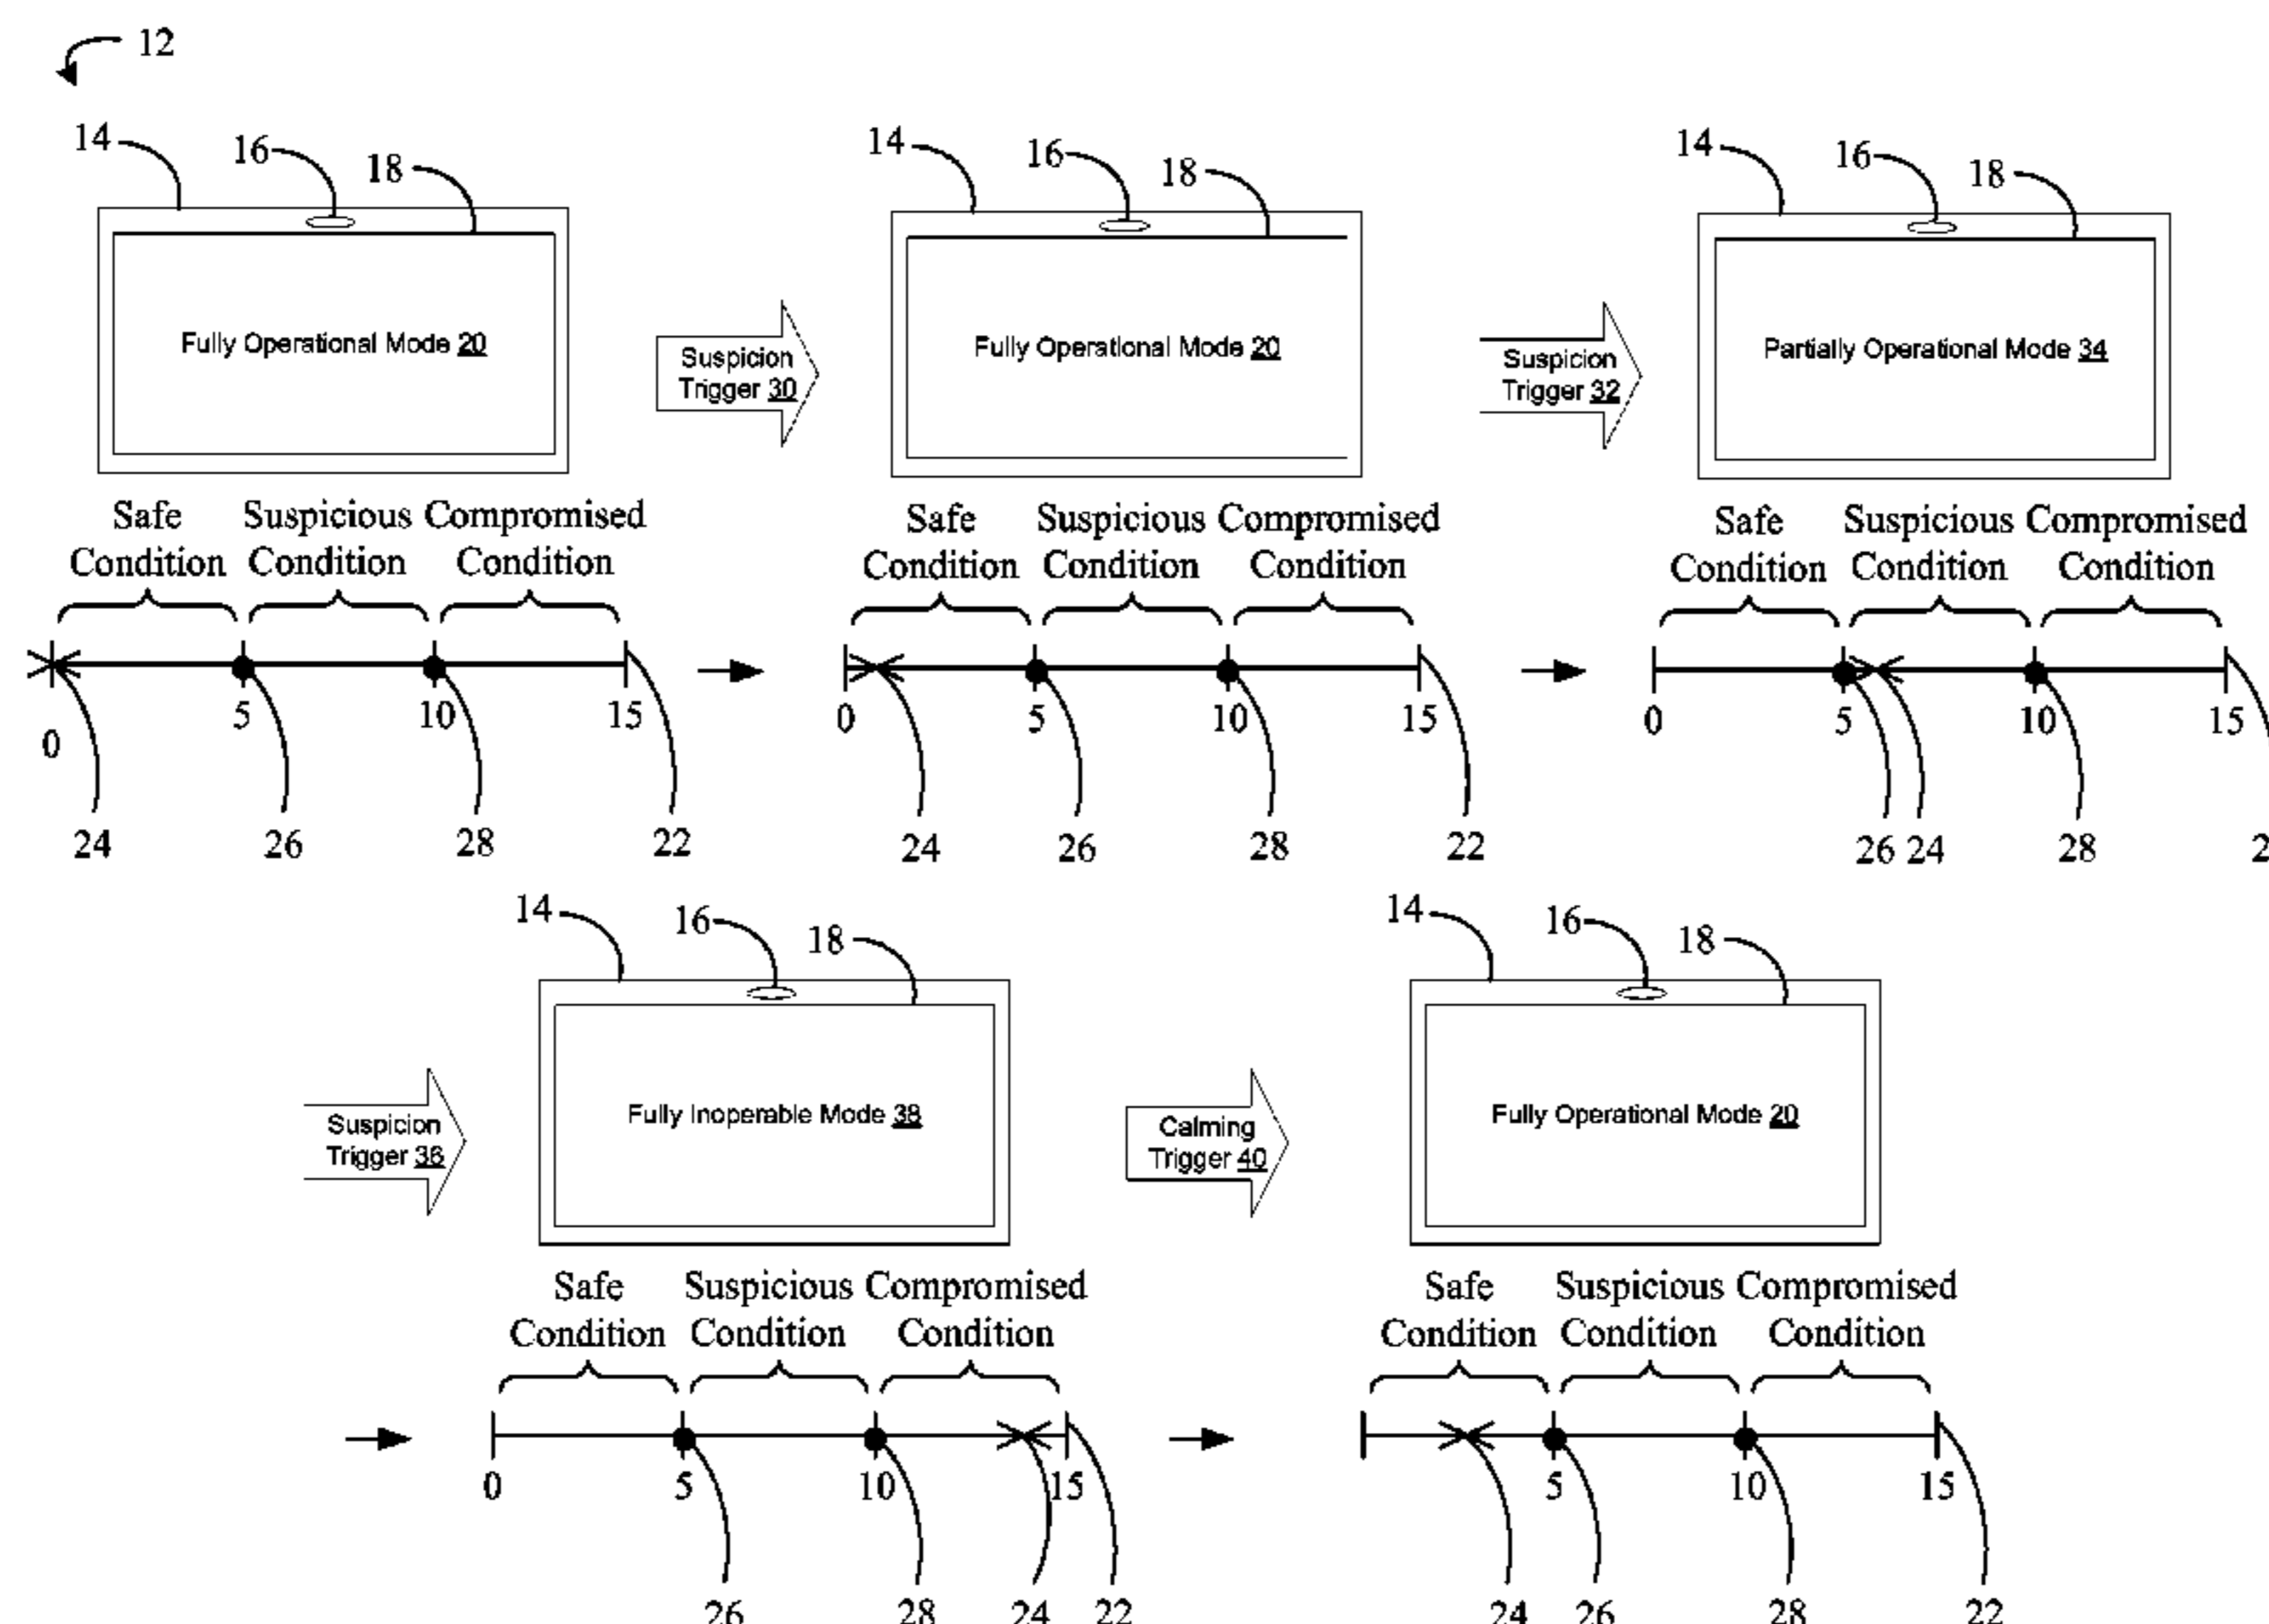 12
14 16 18
Fully Operational Mode 20
Safe Condition
Suspicious Condition
Compromised Condition
0 5 10 15
24 26 28 22
Suspicion
Trigger 30
14 16 18
Fully Operational Mode 20
Safe Condition
Suspicious Condition
Compromised Condition
0 5 10 15
24 26 28 22
Suspicion
Trigger 32
14 16 18
Partially Operational Mode 34
Safe Condition
Suspicious Condition
Compromised Condition
0 5 10 15
26 24 28
Suspicion
Trigger 36
14 16 18
Fully Inoperable Mode 38
Safe Condition
Suspicious Condition
Compromised Condition
0 5 10 15
26 28 24 22
Calming
Trigger 40
14 16 18
Fully Operational Mode 20
Safe Condition
Suspicious Condition
Compromised Condition
5 10 15
24 26 28 22